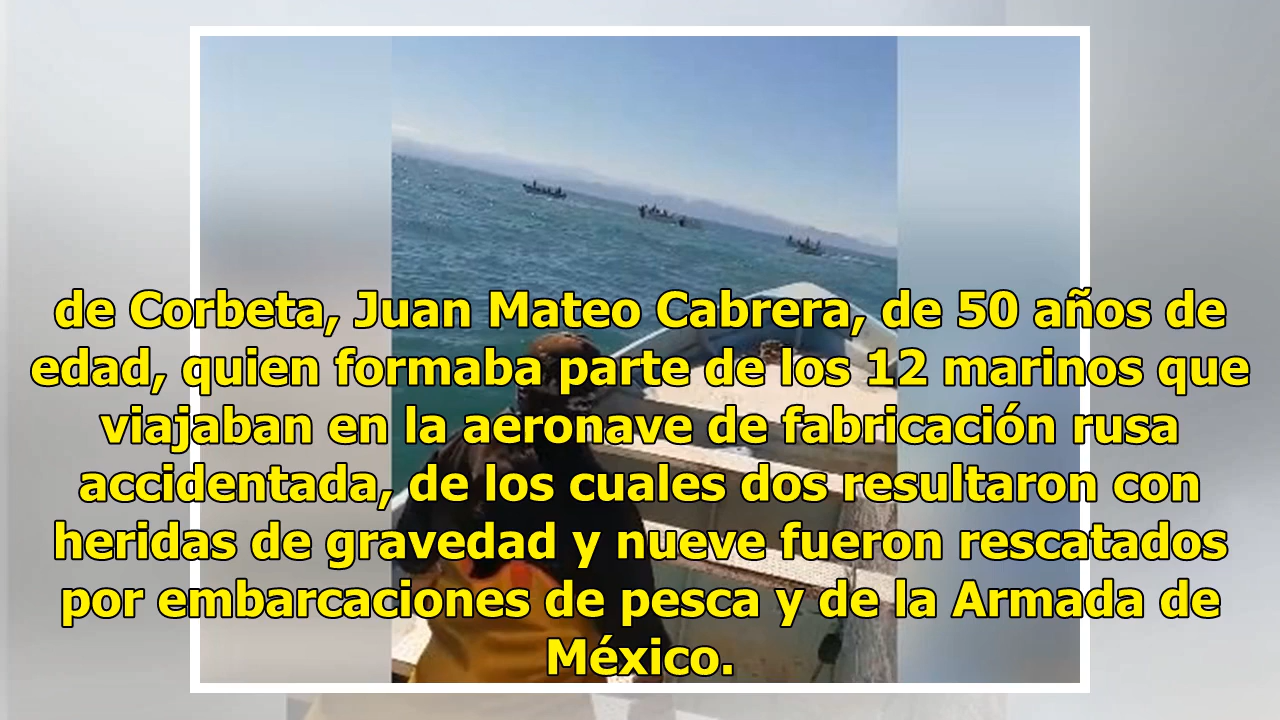 de Corbeta, Juan Mateo Cabrera, de 50 años de
edad, quien formaba parte de los 12 marinos que
viajaban en la aeronave de fabricación rusa
accidentada, de los cuales dos resultaron con
heridas de gravedad y nueve fueron rescatados
por embarcaciones de pesca y de la Armada de
México.